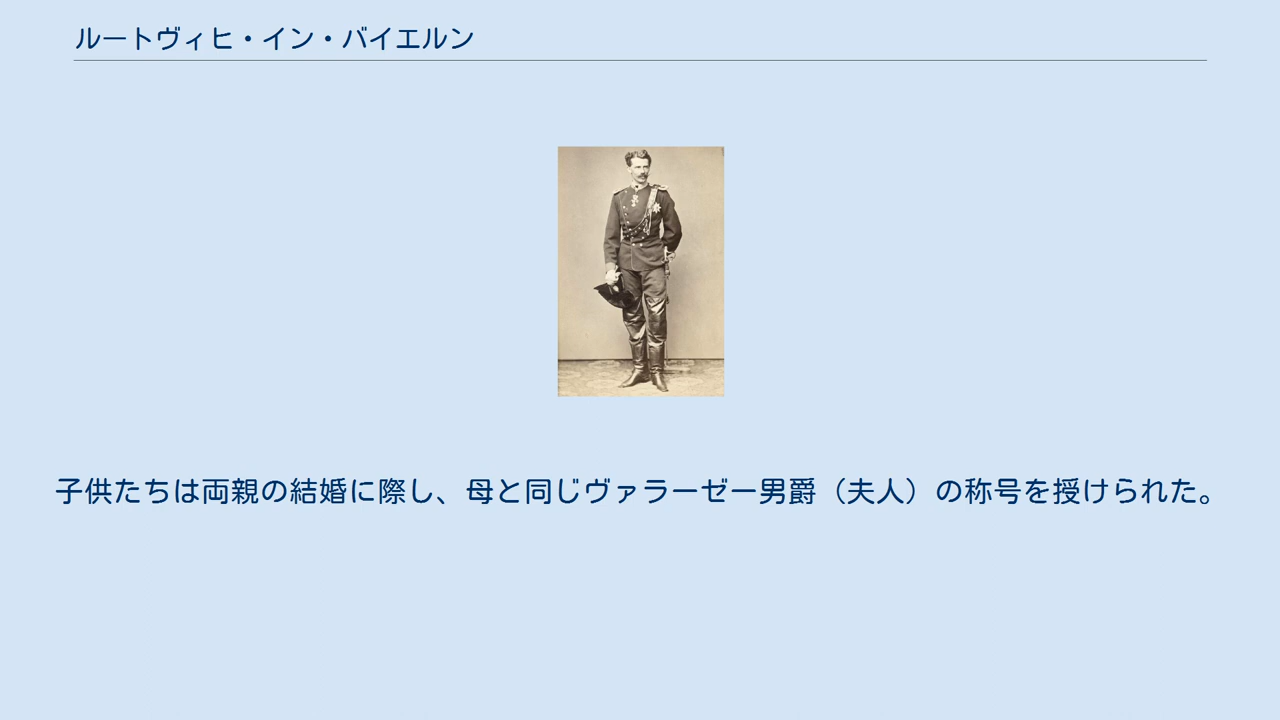 ルートヴィヒ・イン・バイエルン
子供たちは両親の結婚に際し、母と同じヴァラーゼー男爵（夫人）の称号を授けられた。